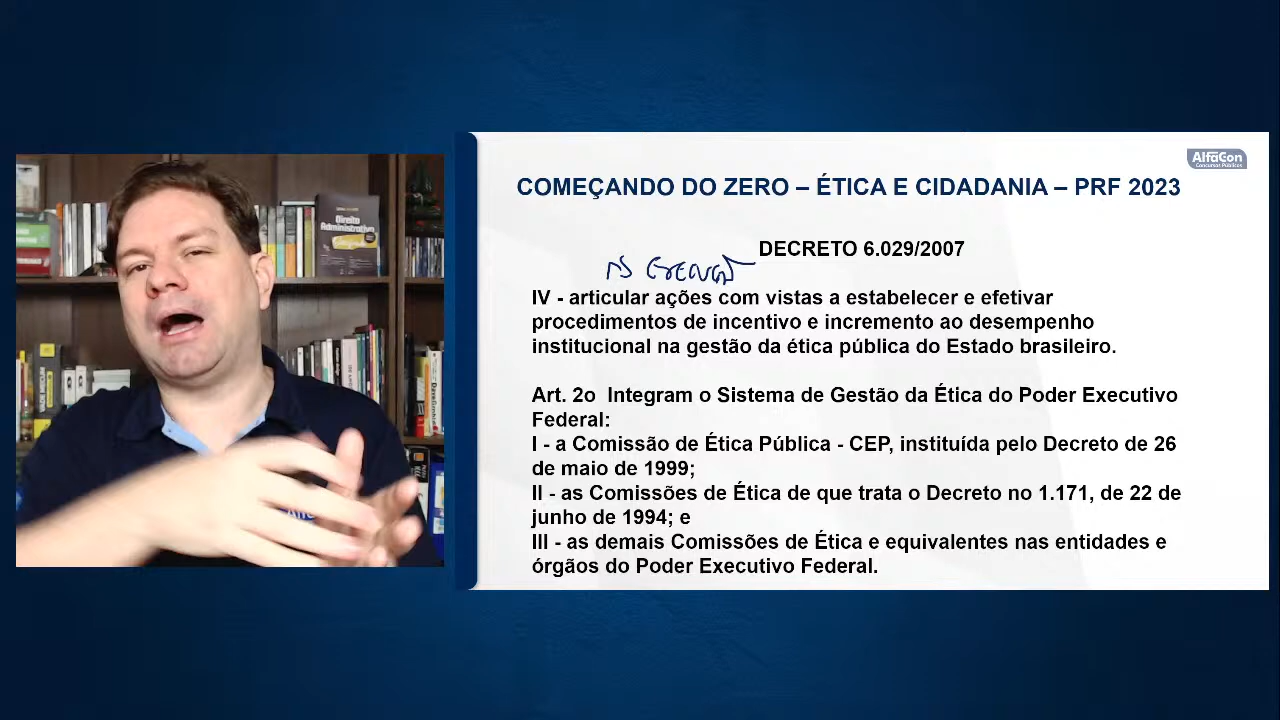 AlfaCon
Concursos Públicos
COMEÇANDO DO ZERO – ÉTICA E CIDADANIA – PRF 2023
DECRETO 6.029/2007
IV - articular ações com vistas a estabelecer e efetivar
procedimentos de incentivo e incremento ao desempenho
institucional na gestão da ética pública do Estado brasileiro.
Art. 2o  Integram o Sistema de Gestão da Ética do Poder Executivo
Federal:
I - a Comissão de Ética Pública - CEP, instituída pelo Decreto de 26
de maio de 1999;
II - as Comissões de Ética de que trata o Decreto no 1.171, de 22 de
junho de 1994; e
III - as demais Comissões de Ética e equivalentes nas entidades e
órgãos do Poder Executivo Federal.
Direito
Administrativo